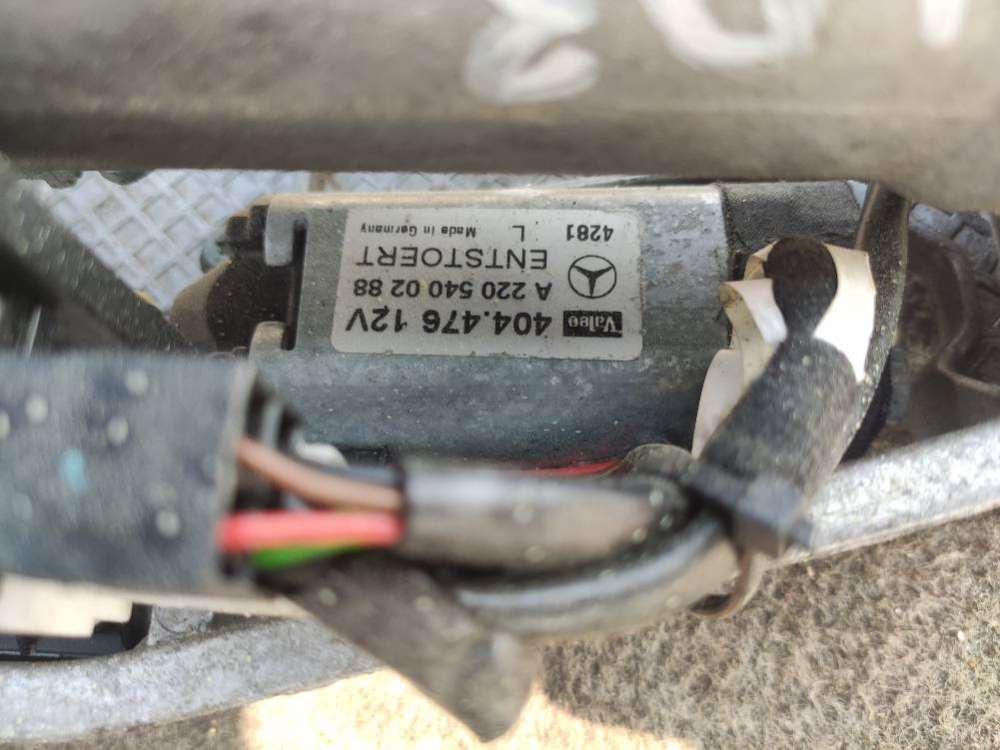 Valeo 404.476 12V
A 220 540 02 88
ENTSTOERT
4281 L Made in Germany